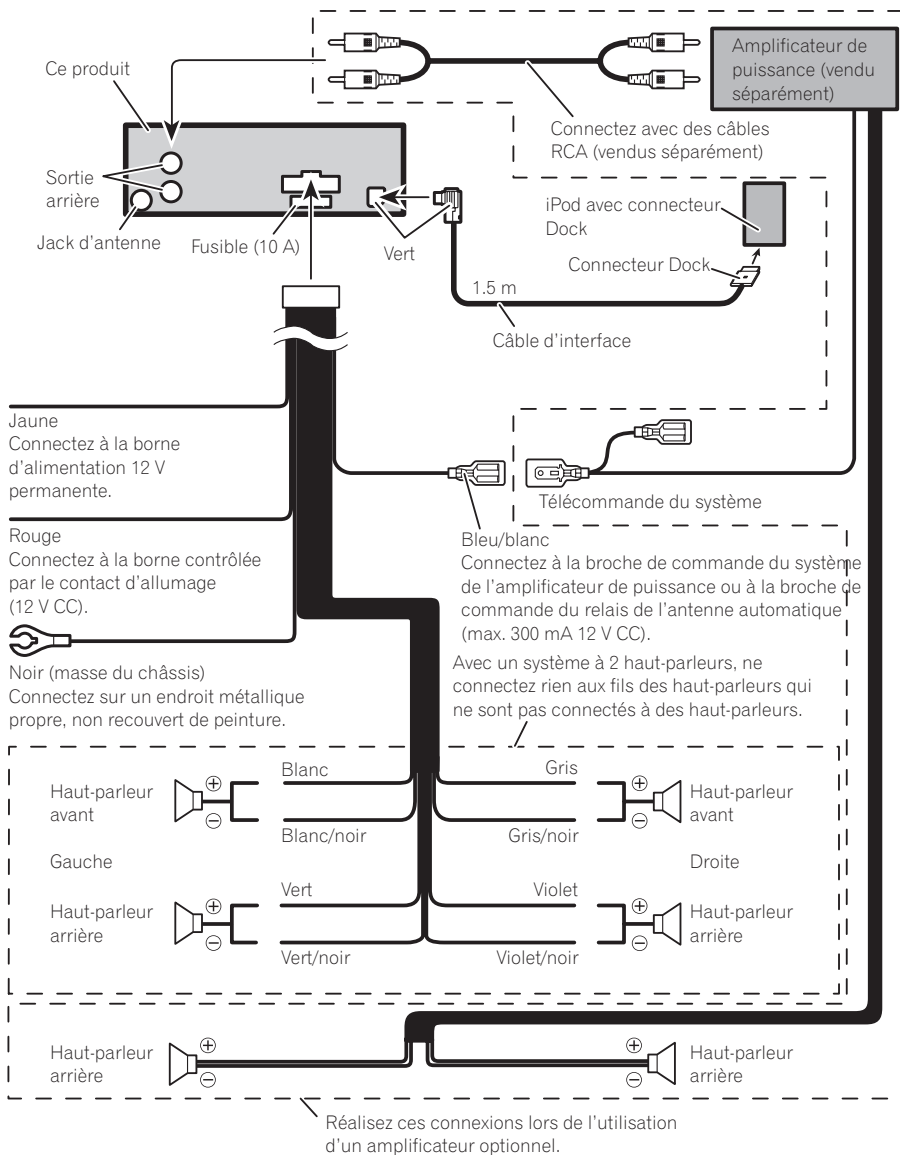 Ce produit
Amplificateur de
puissance (vendu
séparément)
Connectez avec des câbles
RCA (vendus séparément)
Sortie
arrière
Jack d'antenne
Fusible (10 A)
Vert
iPod avec connecteur
Dock
Connecteur Dock
1.5 m
Câble d'interface
Jaune
Connectez à la borne
d'alimentation 12 V
permanente.
Télécommande du système
Rouge
Connectez à la borne contrôlée
par le contact d'allumage
(12 V CC).
Bleu/blanc
Connectez à la broche de commande du système
de l'amplificateur de puissance ou à la broche de
commande du relais de l'antenne automatique
(max. 300 mA 12 V CC).
Noir (masse du châssis)
Connectez sur un endroit métallique
propre, non recouvert de peinture.
Avec un système à 2 haut-parleurs, ne
connectez rien aux fils des haut-parleurs qui
ne sont pas connectés à des haut-parleurs.
Haut-parleur
avant
⊕
⊖
Blanc
Blanc/noir
Gris
Gris/noir
⊕
⊖
Haut-parleur
avant
Gauche
Droite
Haut-parleur
arrière
⊕
⊖
Vert
Vert/noir
Violet
Violet/noir
⊕
⊖
Haut-parleur
arrière
Haut-parleur
arrière
⊕
⊖
⊕
⊖
Haut-parleur
arrière
Réalisez ces connexions lors de l'utilisation
d'un amplificateur optionnel.